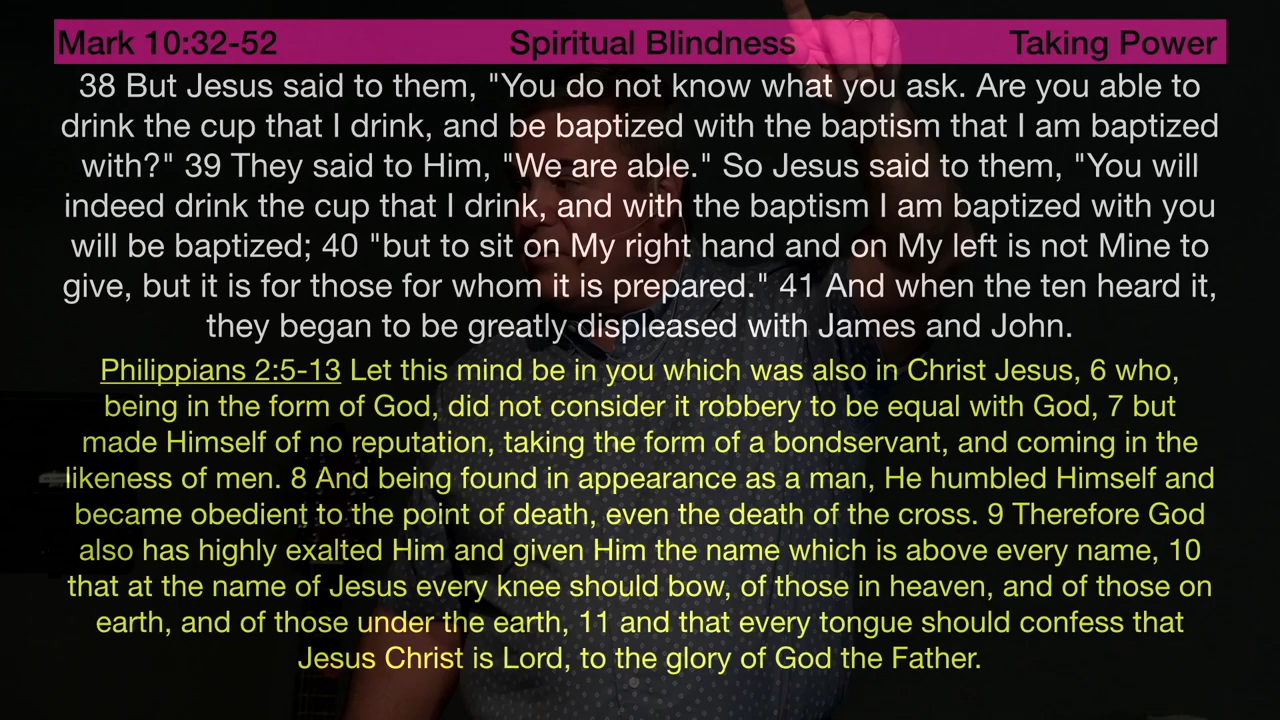 Mark 10:32-52 Spiritual Blindness Taking Power
38 But Jesus said to them, "You do not know what you ask. Are you able to
drink the cup that I drink, and be baptized with the baptism that I am baptized
with?" 39 They said to Him, "We are able." So Jesus said to them, "You will
indeed drink the cup that I drink, and with the baptism I am baptized with you
will be baptized; 40 "but to sit on My right hand and on My left is not Mine to
give, but it is for those for whom it is prepared." 41 And when the ten heard it,
they began to be greatly displeased with James and John.
Philippians 2:5-13 Let this mind be in you which was also in Christ Jesus, 6 who,
being in the form of God, did not consider it robbery to be equal with God, 7 but
made Himself of no reputation, taking the form of a bondservant, and coming in the
likeness of men. 8 And being found in appearance as a man, He humbled Himself and
became obedient to the point of death, even the death of the cross. 9 Therefore God
also has highly exalted Him and given Him the name which is above every name, 10
that at the name of Jesus every knee should bow, of those in heaven, and of those on
earth, and of those under the earth, 11 and that every tongue should confess that
Jesus Christ is Lord, to the glory of God the Father.